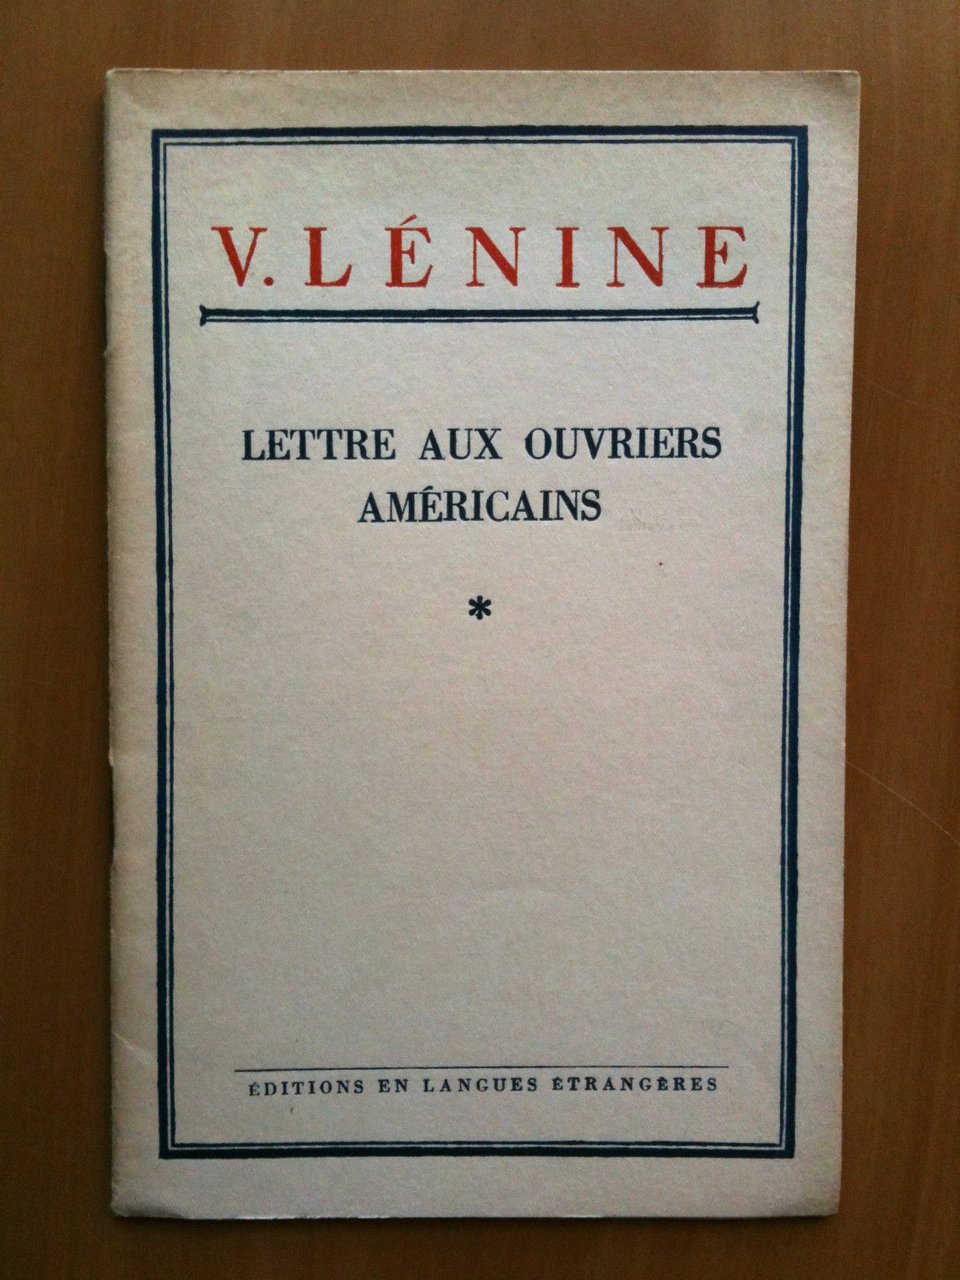 V. LÉNINE
LETTRE AUX OUVRIERS
AMÉRICAINS
*
ÉDITIONS EN LANGUES ÉTRANGÈRES